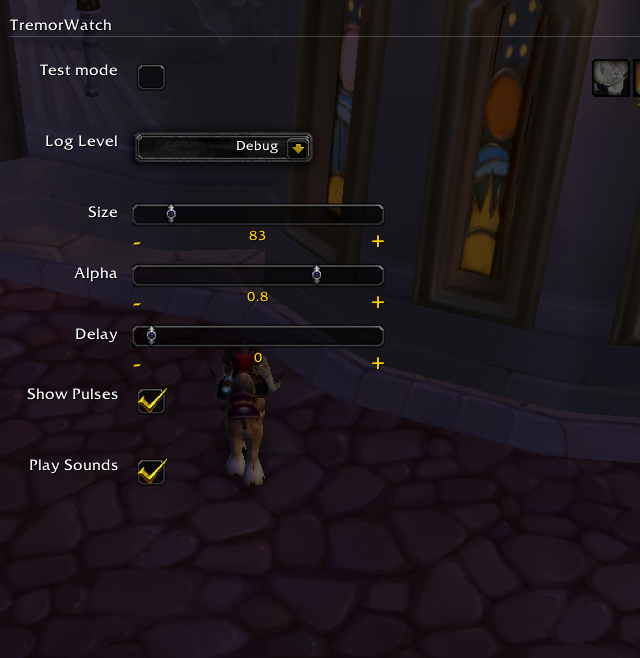 TremorWatch
Test mode
Log Level
Debug
Size
83
- +
Alpha
0.8
- +
Delay
0
- +
Show Pulses
Play Sounds